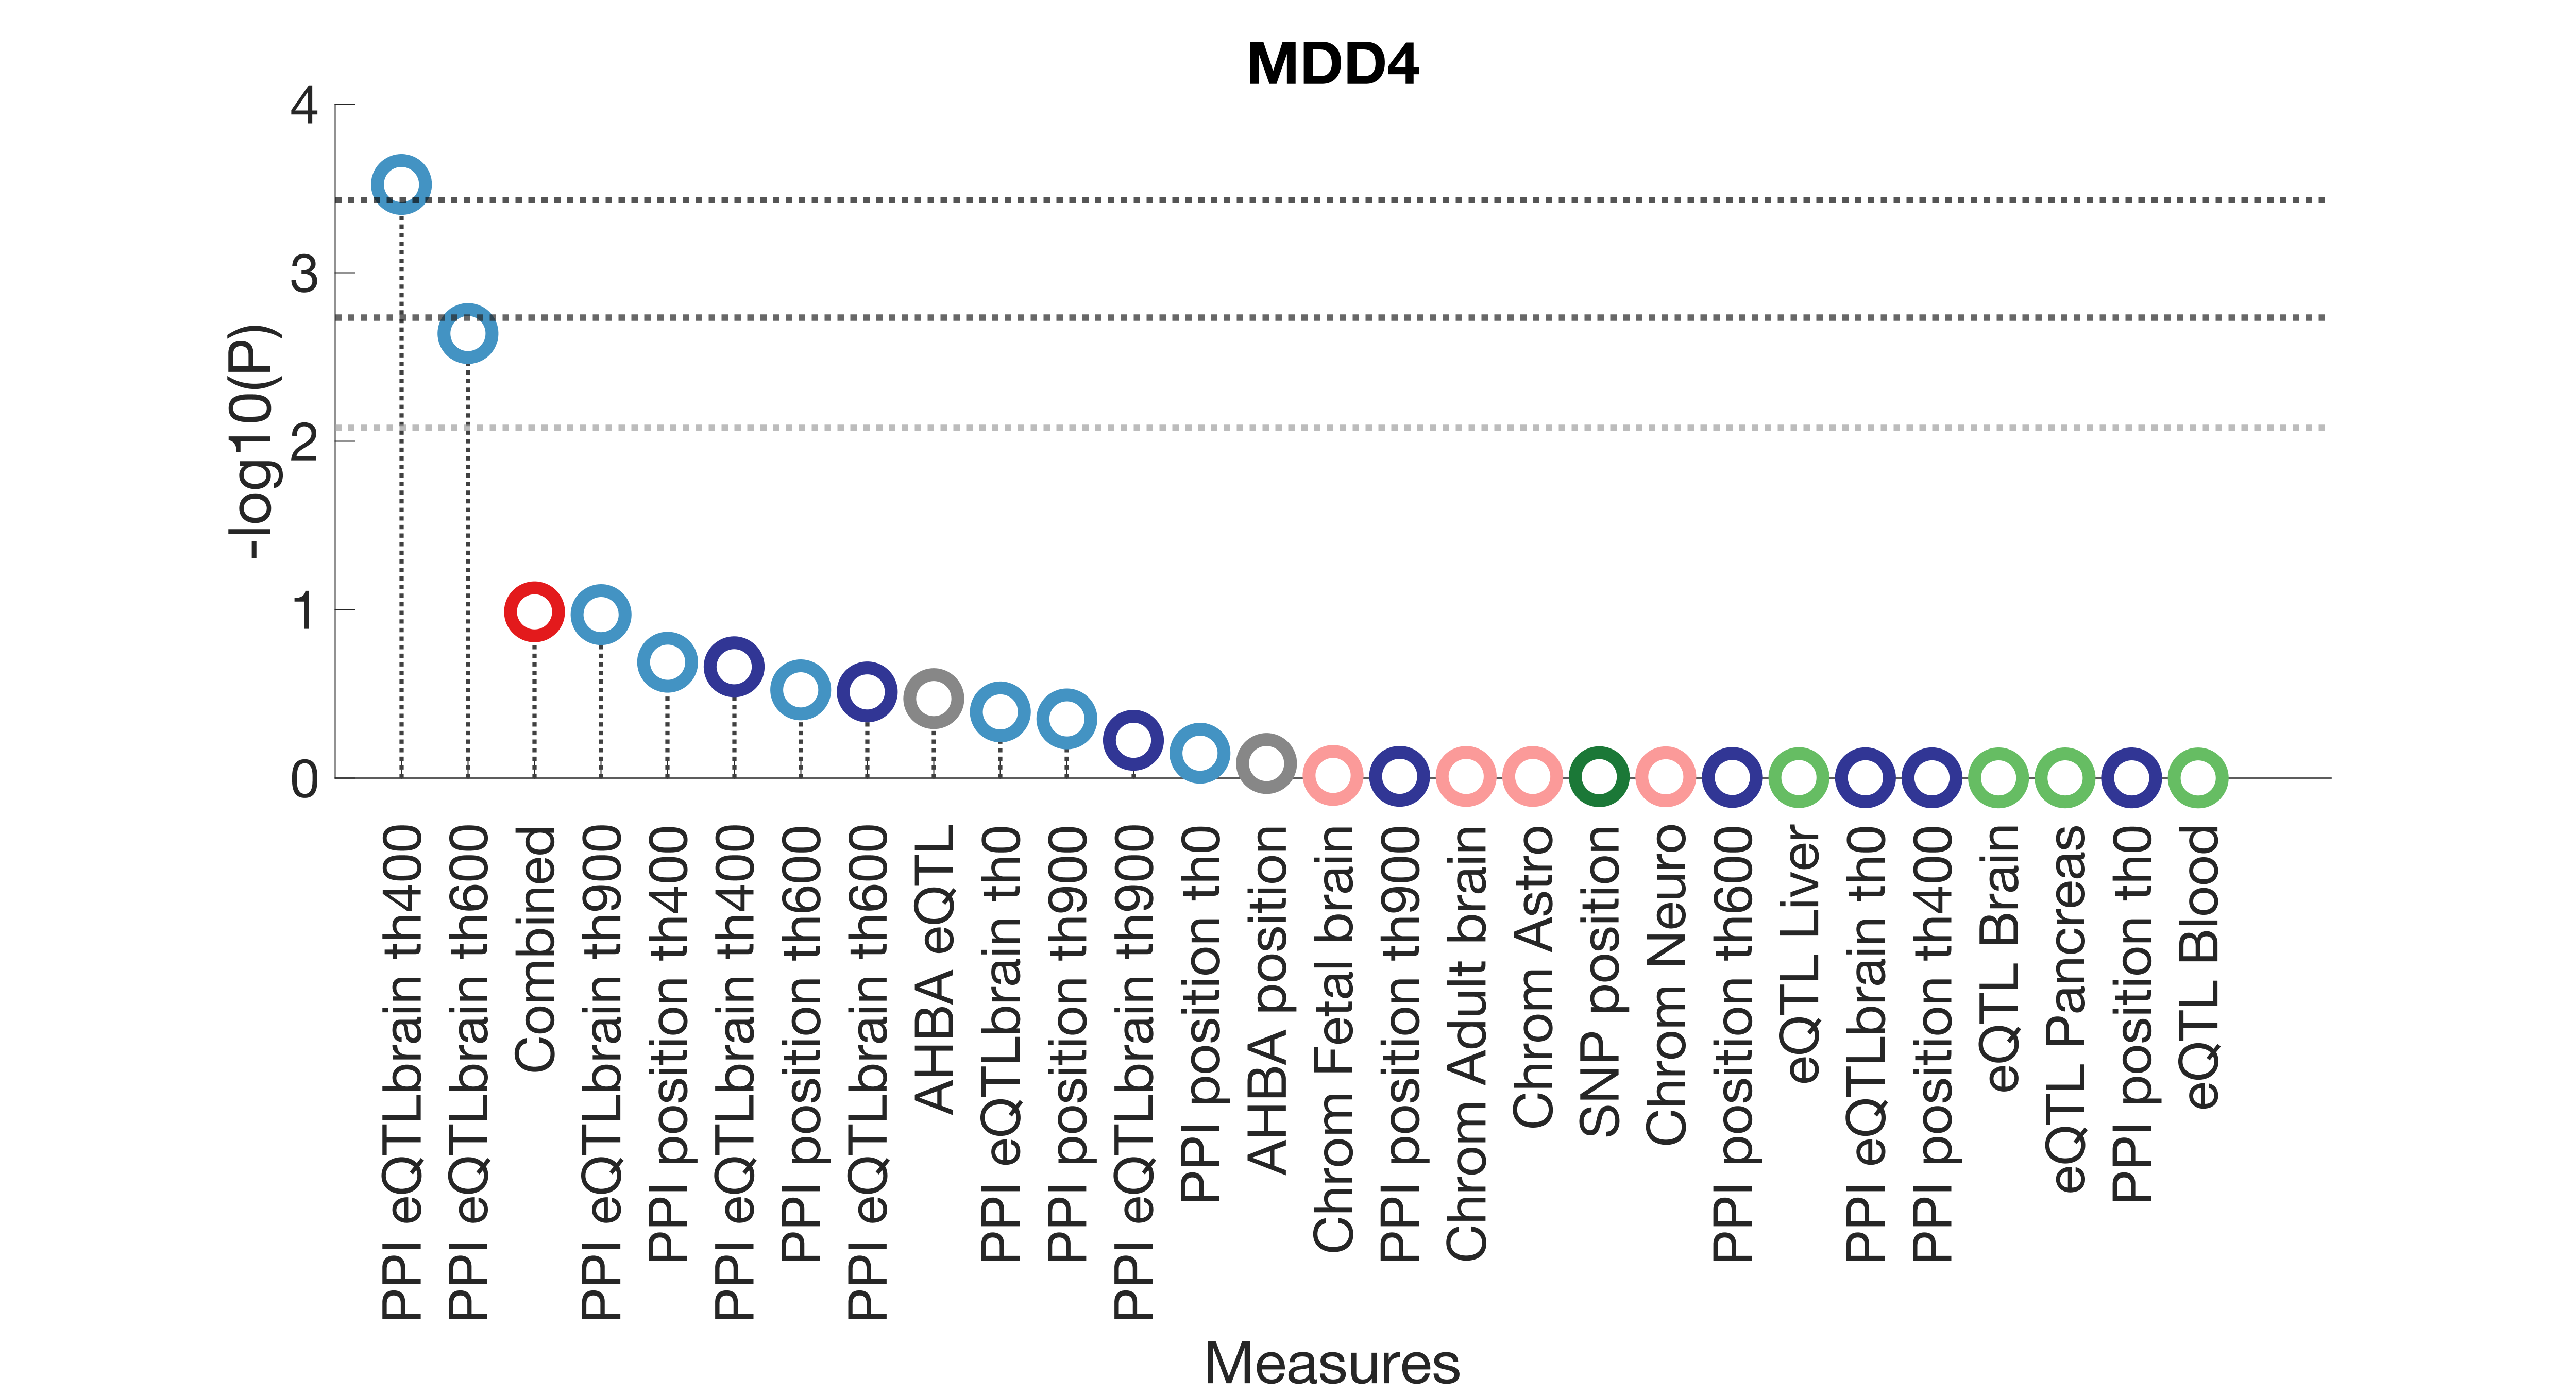 MDD4
4
3
2
1
0
-log10(P)
PPI eQTLbrain th400
PPI eQTLbrain th600
Combined
PPI eQTLbrain th900
PPI position th400
PPI eQTLbrain th400
PPI position th600
PPI eQTLbrain th600
AHBA eQTL
PPI eQTLbrain th0
PPI position th900
PPI eQTLbrain th900
PPI position th0
AHBA position
Chrom Fetal brain
PPI position th900
Chrom Adult brain
Chrom Astro
SNP position
Chrom Neuro
PPI position th600
eQTL Liver
PPI eQTLbrain th0
PPI position th400
eQTL Brain
eQTL Pancreas
PPI position th0
eQTL Blood
Measures